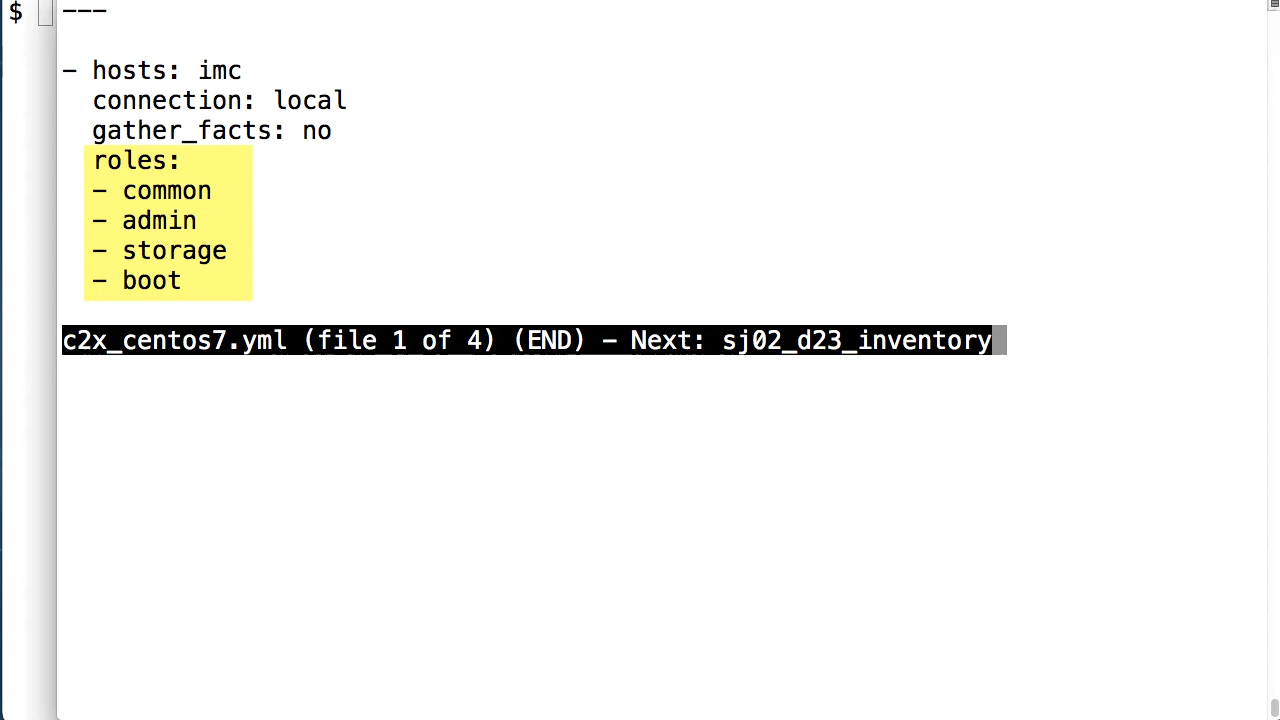 $
---
- hosts: imc
connection: local
gather_facts: no
roles:
- common
- admin
- storage
- boot
c2x_centos7.yml (file 1 of 4) (END) - Next: sj02_d23_inventory